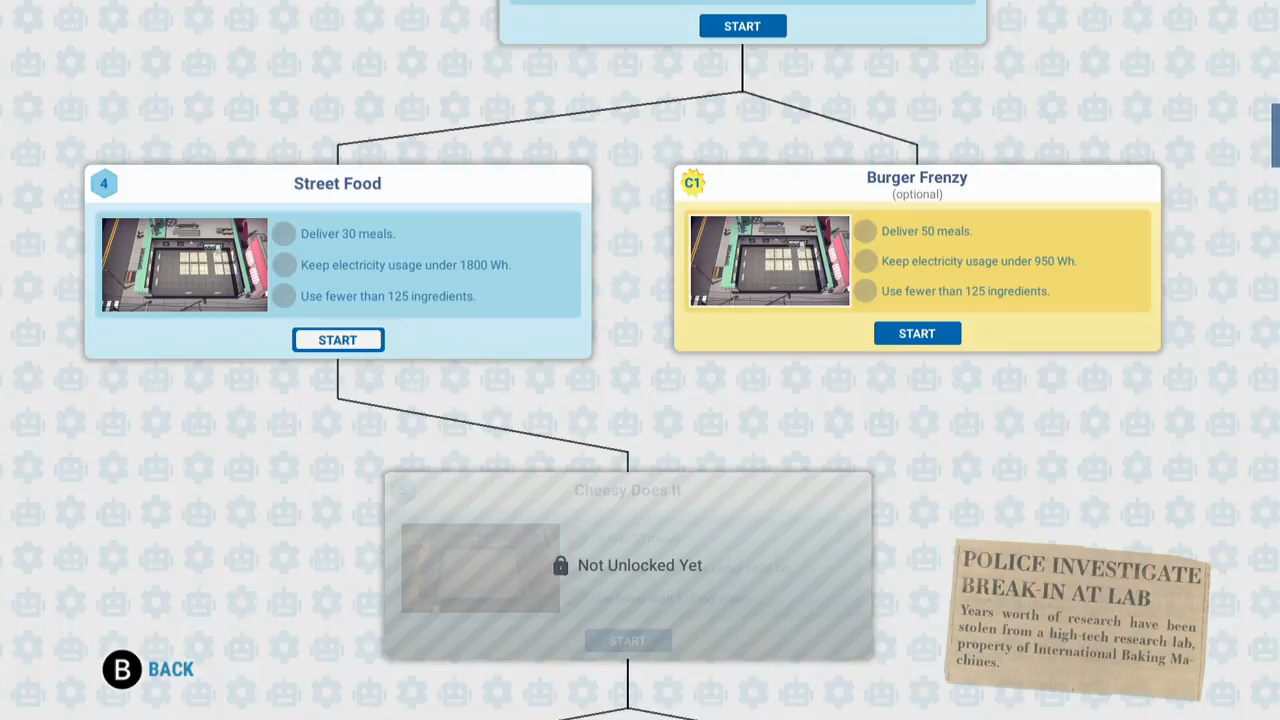 START
4
Street Food
Deliver 30 meals.
Keep electricity usage under 1800 Wh.
Use fewer than 125 ingredients.
START
C1
Burger Frenzy
(optional)
Deliver 50 meals.
Keep electricity usage under 950 Wh.
Use fewer than 125 ingredients.
START
Cheesy Does It
Not Unlocked Yet
START
POLICE INVESTIGATE
BREAK-IN AT LAB
Years worth of research have been
stolen from a high-tech research lab,
property of International Baking Ma-
chines.
B BACK